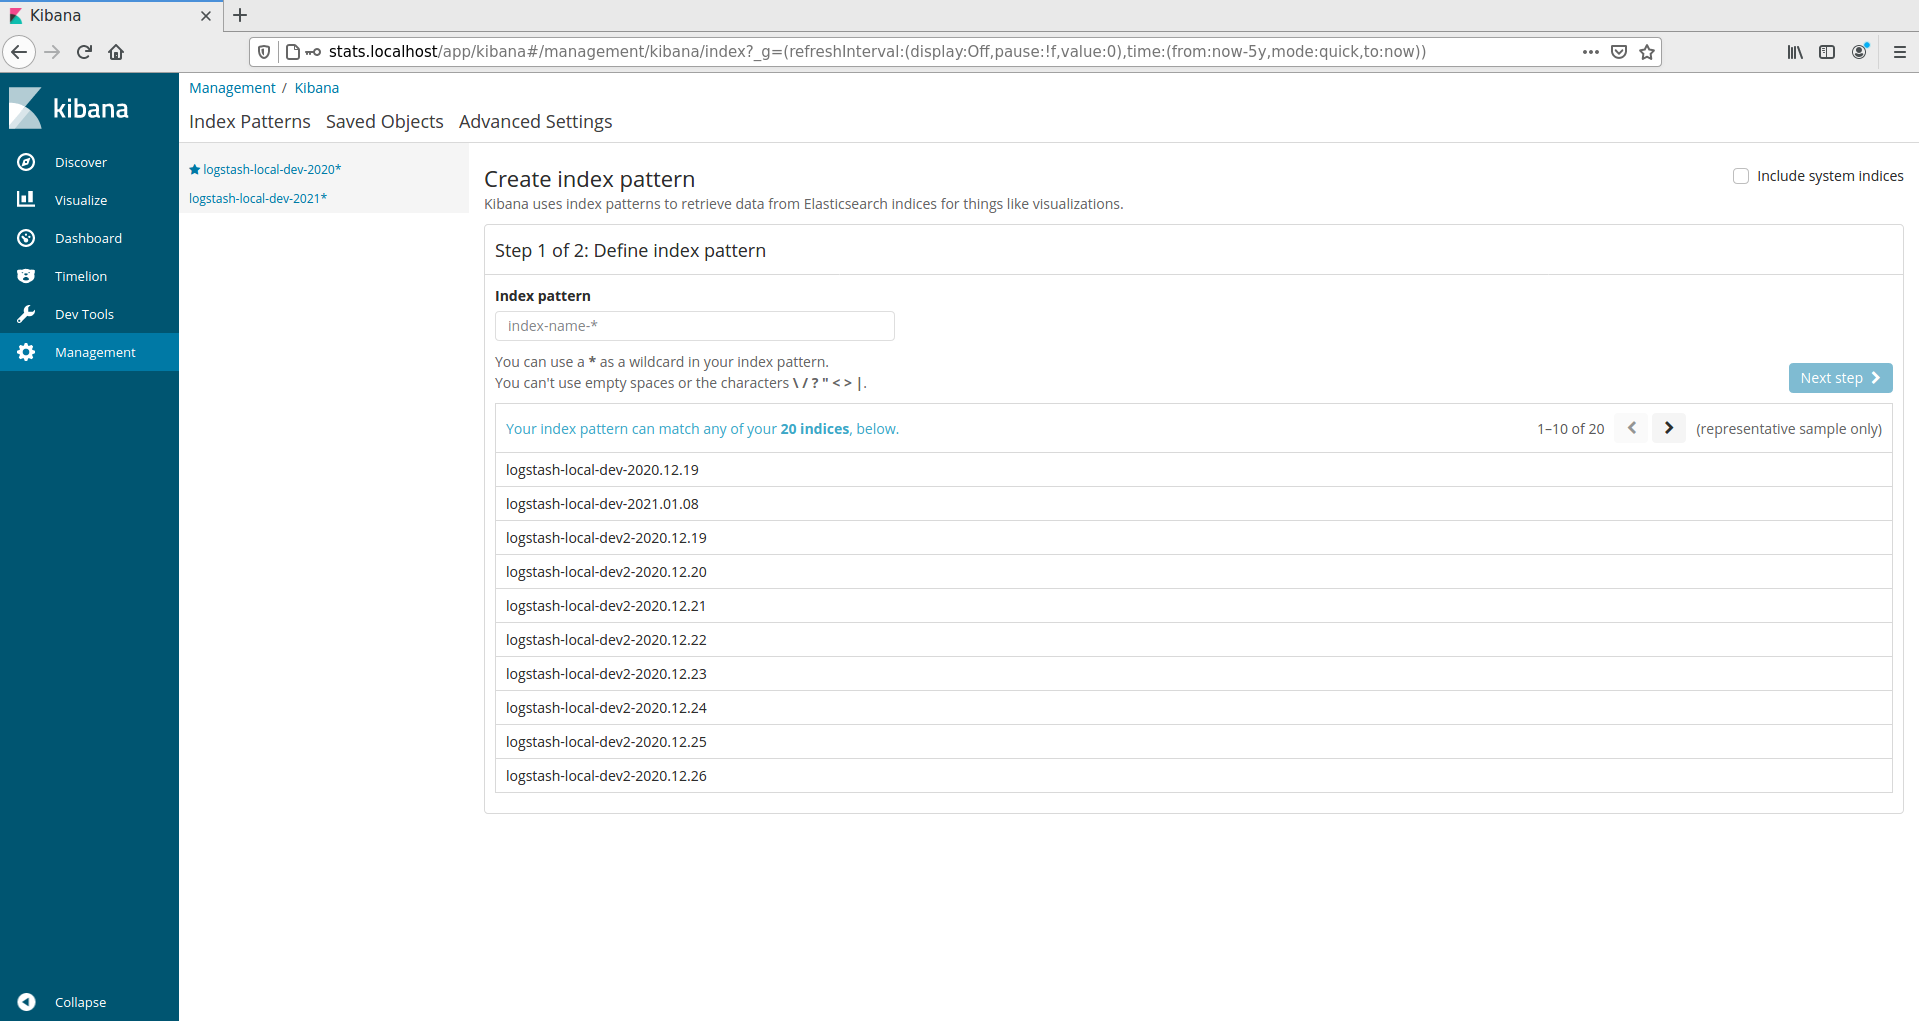 Kibana
stats.localhost/app/kibana#/management/kibana/index?_g=(refreshInterval:(display:Off,pause:!f,value:0),time:(from:now-5y,mode:quick,to:now))
kibana
Discover
Visualize
Dashboard
Timelion
Dev Tools
Management
Collapse
Management / Kibana
Index Patterns Saved Objects Advanced Settings
logstash-local-dev-2020*
logstash-local-dev-2021*
Create index pattern
Include system indices
Kibana uses index patterns to retrieve data from Elasticsearch indices for things like visualizations.
Step 1 of 2: Define index pattern
Index pattern
index-name-*
You can use a * as a wildcard in your index pattern.
You can't use empty spaces or the characters \ / ? " < > |.
Next step
Your index pattern can match any of your 20 indices, below.
1–10 of 20
(representative sample only)
logstash-local-dev-2020.12.19
logstash-local-dev-2021.01.08
logstash-local-dev2-2020.12.19
logstash-local-dev2-2020.12.20
logstash-local-dev2-2020.12.21
logstash-local-dev2-2020.12.22
logstash-local-dev2-2020.12.23
logstash-local-dev2-2020.12.24
logstash-local-dev2-2020.12.25
logstash-local-dev2-2020.12.26